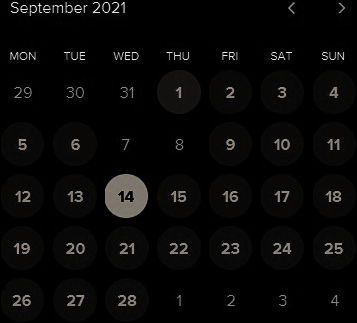 September 2021
MON TUE WED THU FRI SAT SUN
29 30 31 1 2 3 4
5 6 7 8 9 10 11
12 13 14 15 16 17 18
19 20 21 22 23 24 25
26 27 28 1 2 3 4